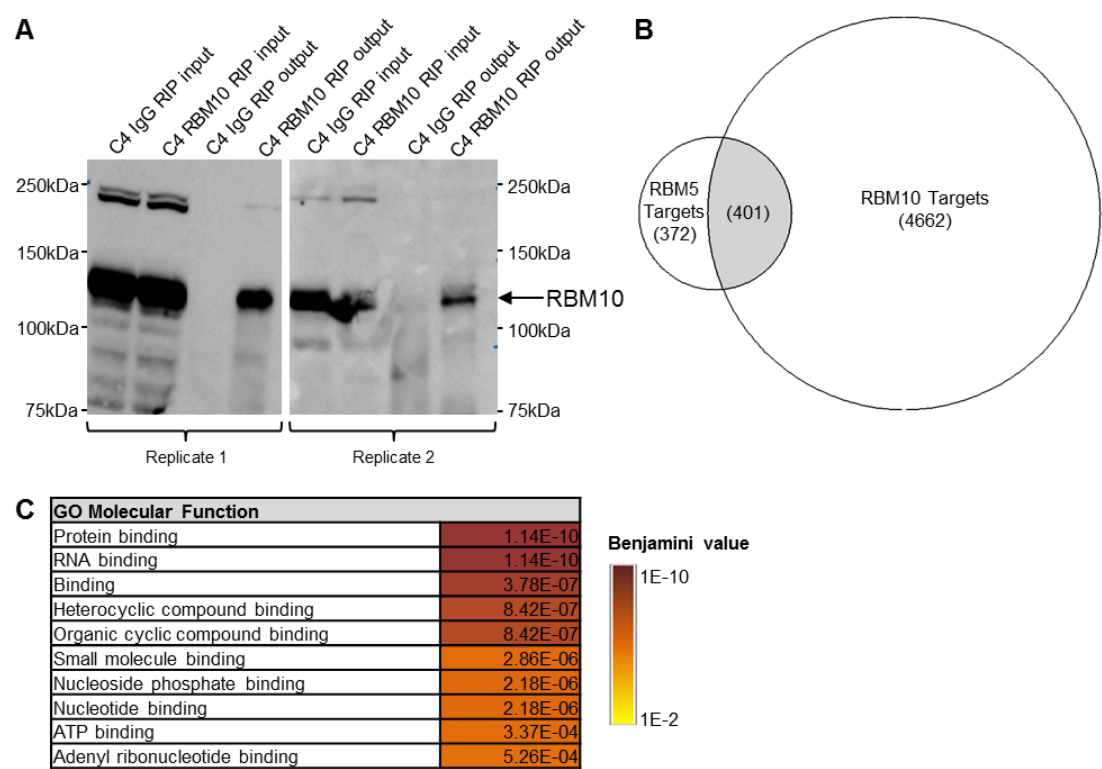 A
C4 IgG RIP input
C4 RBM10 RIP input
C4 IgG RIP output
C4 RBM10 RIP output
C4 IgG RIP input
C4 RBM10 RIP input
C4 IgG RIP output
C4 RBM10 RIP output
250kDa
150kDa
100kDa
75kDa
250kDa
150kDa
100kDa
75kDa
RBM10
Replicate 1
Replicate 2
B
RBM5
Targets
(372)
(401)
RBM10 Targets
(4662)
C
GO Molecular Function
Protein binding 1.14E-10
RNA binding 1.14E-10
Binding 3.78E-07
Heterocyclic compound binding 8.42E-07
Organic cyclic compound binding 8.42E-07
Small molecule binding 2.86E-06
Nucleoside phosphate binding 2.18E-06
Nucleotide binding 2.18E-06
ATP binding 3.37E-04
Adenyl ribonucleotide binding 5.26E-04
Benjamini value
1E-10
1E-2